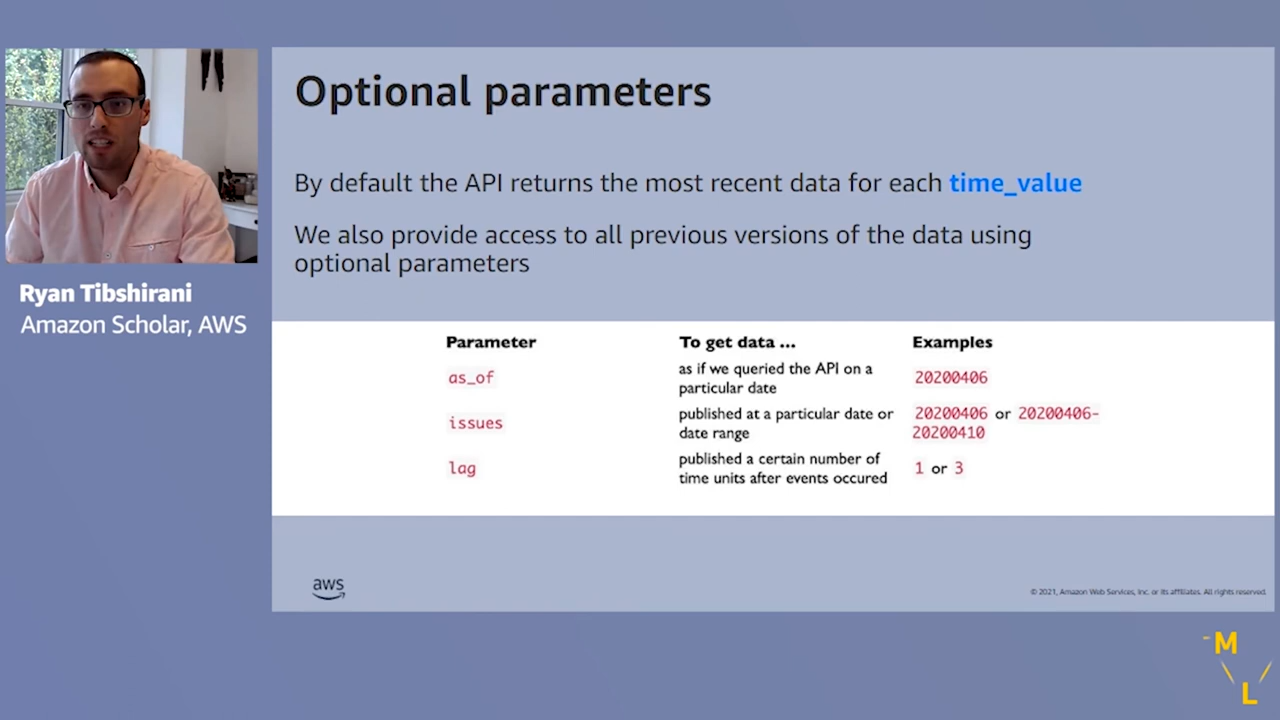 Optional parameters
By default the API returns the most recent data for each time_value
We also provide access to all previous versions of the data using
optional parameters
Ryan Tibshirani
Amazon Scholar, AWS
Parameter To get data ... Examples
as_of as if we queried the API on a particular date 20200406
issues published at a particular date or date range 20200406 or 20200406-20200410
lag published a certain number of time units after events occured 1 or 3
aws
© 2021, Amazon Web Services, Inc. or its affiliates. All rights reserved.
M
L